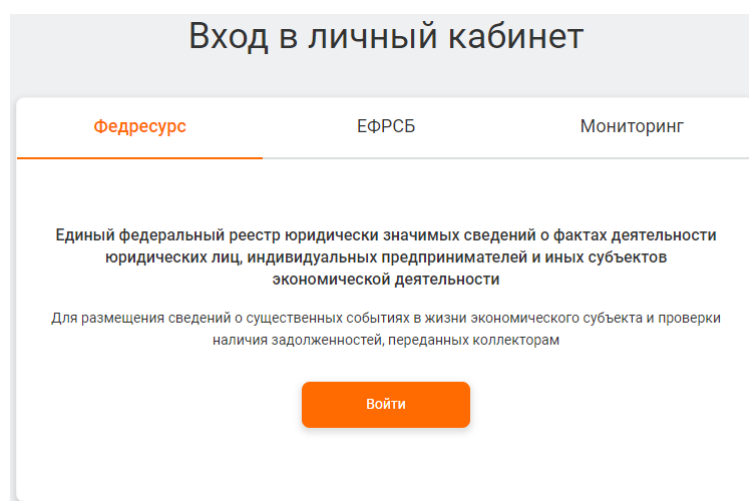 Вход в личный кабинет
Федресурс
ЕФРСБ
Мониторинг
Единый федеральный реестр юридически значимых сведений о фактах деятельности
юридических лиц, индивидуальных предпринимателей и иных субъектов
экономической деятельности
Для размещения сведений о существенных событиях в жизни экономического субъекта и проверки
наличия задолженностей, переданных коллекторам
Войти